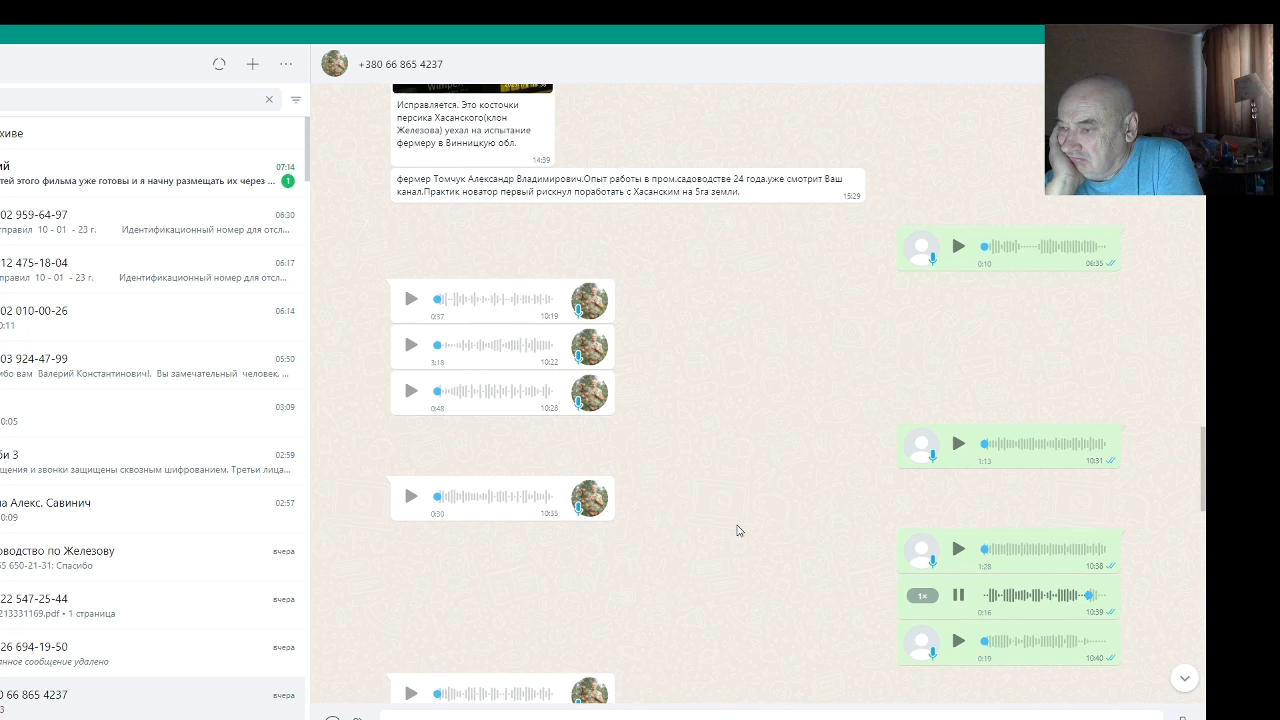 +380 66 865 4237
хиве
ий
07:14
тей этого фильма уже готовы и я начну размещать их через ...
1
02 959-64-97
06:30
тправил 10 - 01 - 23 г. Идентификационный номер для отсл...
12 475-18-04
06:17
правил 10 - 01 - 23 г. Идентификационный номер для отсл...
02 010-00-26
06:14
0:11
03 924-47-99
05:50
бо вам Валерий Константинович!. Вы замечательный человек, ...
03:09
0:05
би 3
02:59
щения и звонки защищены сквозным шифрованием. Третьи лица...
на Алекс. Савинич
02:57
0:09
оводство по Железову
вчера
65 650-21-31: Спасибо
22 547-25-44
вчера
213331169.pdf • 1 страница
26 694-19-50
вчера
нное сообщение удалено
0 66 865 4237
вчера
3
Wimpex
Исправляется. Это косточки
персика Хасанского(клон
Железова) уехал на испытание
фермеру в Винницкую обл.
14:39
фермер Томчук Александр Владимирович.Опыт работы в пром.садоводстве 24 года.уже смотрит Ваш
канал.Практик новатор первый рискнул поработать с Хасанским на 5га земли.
15:29
0:10 06:35
0:37 10:19
3:18 10:22
0:48 10:28
1:13 10:31
0:30 10:35
1:28 10:38
1×
0:16 10:39
0:19 10:40